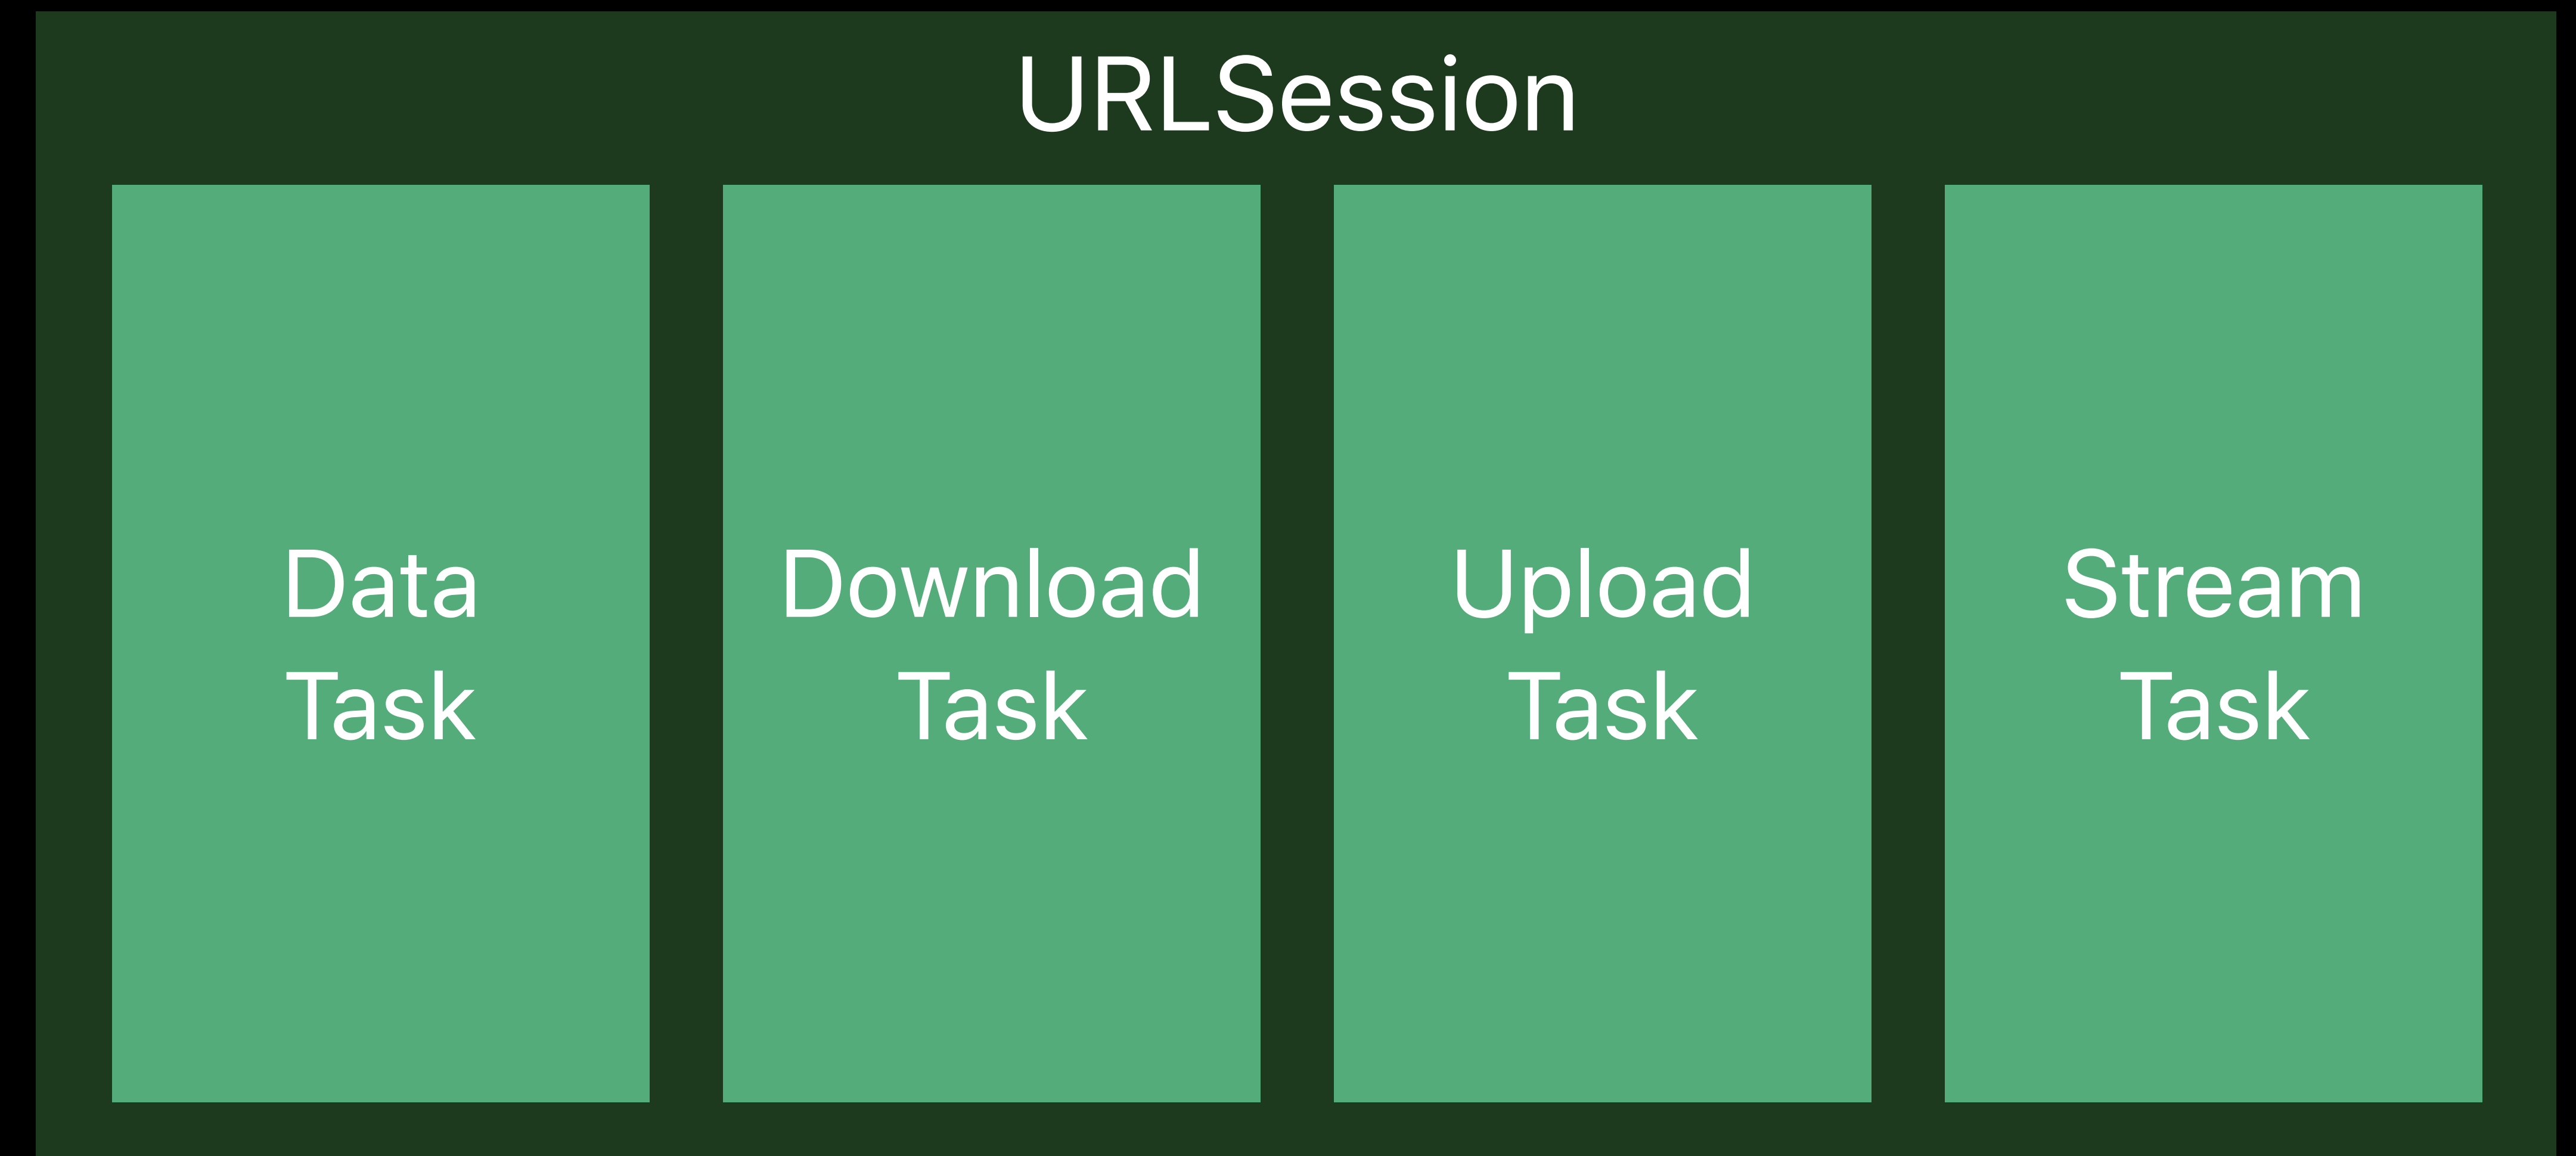 URLSession
Data
Task
Download
Task
Upload
Task
Stream
Task